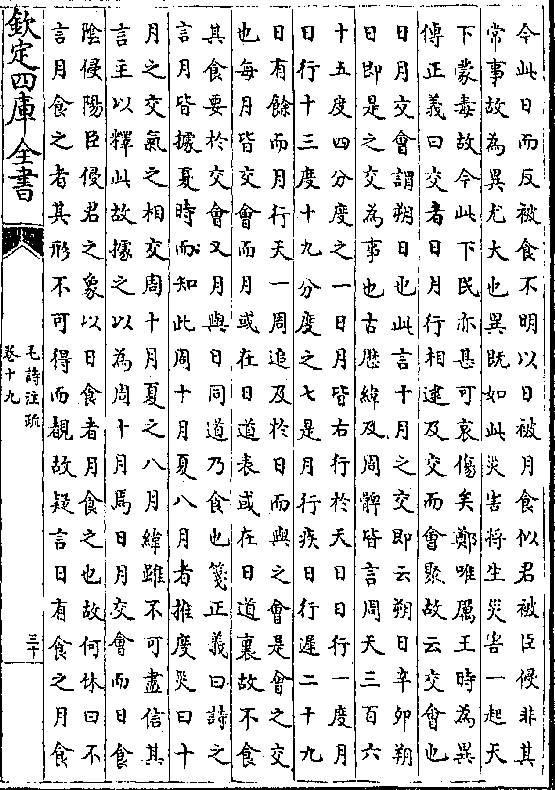 今此日而反被食不明以日被月食似君被臣侵非其
常事故為異尤大也異既如此災害將生災害一起天
下蒙毒故今此下民亦甚可哀傷矣鄭唯厲王時為異
傳正義曰交者日月行相逮及交而會聚故云交會也
日月交會謂朔日也此言十月之交即云朔日辛卯朔
日即是之交為事也古歷緯及周髀皆言周天三百六
十五度四分度之一日月皆右行於天日日行一度月
日行十三度十九分度之七是月行疾日行遲二十九
日有餘而月行天一周追及於日而與之會是會之交
也每月皆交會而月或在日道表或在日道裏故不食
其食要於交會又月與日同道乃食也箋正義曰詩之
言月皆據夏時而知此周十月夏八月者推度災曰十
月之交氣之相交周十月夏之八月緯雖不可盡信其
言主以釋此故據之以為周十月焉日月交會而日食
陰侵陽臣侵君之象以日食者月食之也故何休曰不
言月食之者其形不可得而覩故疑言日有食之月食
欽定四庫全書
毛詩注疏
卷十九
三十